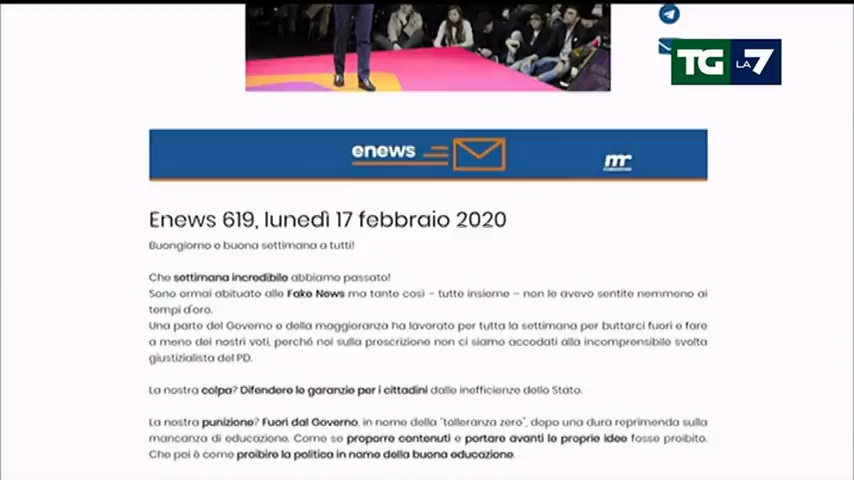 TG LA 7
enews
mr
Enews 619, lunedì 17 febbraio 2020
Buongiorno e buona settimana a tutti!
Che settimana incredibile abbiamo passato!
Sono ormai abituato alle Fake News ma tante così – tutte insieme – non le avevo sentite nemmeno ai
tempi d'oro.
Una parte del Governo e della maggioranza ha lavorato per tutta la settimana per buttarci fuori e fare
a meno dei nostri voti, perché noi sulla prescrizione non ci siamo accodati alla incomprensibile svolta
giustizialista del PD.
La nostra colpa? Difendere le garanzie per i cittadini dalle inefficienze dello Stato.
La nostra punizione? Fuori dal Governo, in nome della "tolleranza zero", dopo una dura reprimenda sulla
mancanza di educazione. Come se proporre contenuti e portare avanti le proprie idee fosse proibito.
Che poi è come proibire la politica in nome della buona educazione.